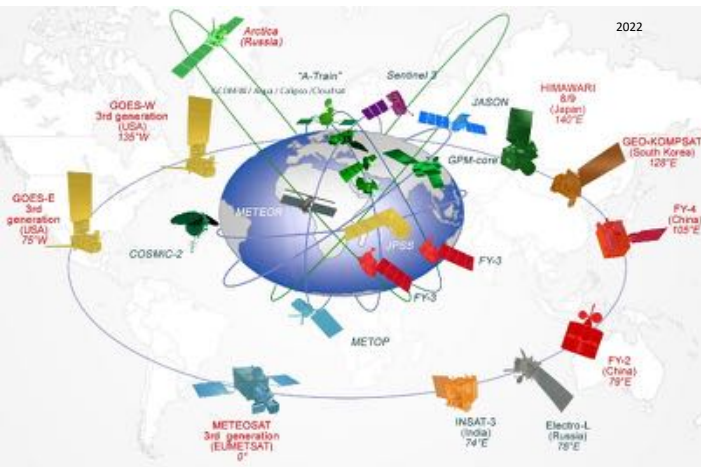 2022
Arctica
(Russia)
"A-Train"
/ Aqua / Calipso /Cloudsat
Sentinel 3
JASON
HIMAWARI
8/9
(Japan)
140°E
GOES-W
3rd generation
(USA)
135°W
GEO-KOMPSAT
(South Korea)
128°E
GPM-core
GOES-E
3rd
generation
(USA)
75°W
METEOR
FY-4
(China)
105°E
COSMIC-2
JPSS
FY-3
FY-3
METOP
FY-2
(China)
79°E
METEOSAT
3rd generation
(EUMETSAT)
0°
INSAT-3
(India)
74°E
Electro-L
(Russia)
76°E